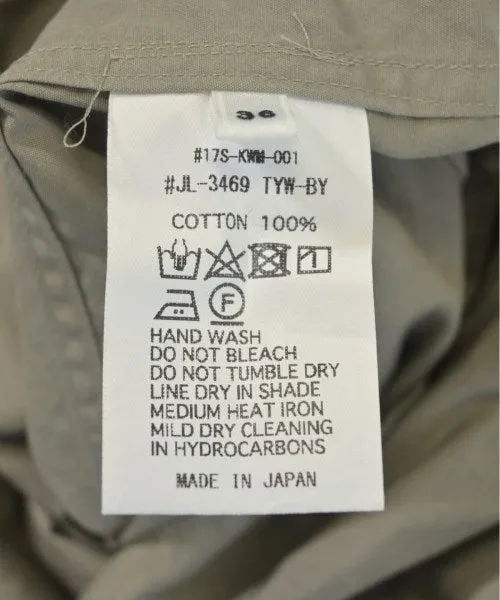 #17S-KWM-001
#JL-3469 TYW-BY
COTTON 100%
F
HAND WASH
DO NOT BLEACH
DO NOT TUMBLE DRY
LINE DRY IN SHADE
MEDIUM HEAT IRON
MILD DRY CLEANING
IN HYDROCARBONS
MADE IN JAPAN